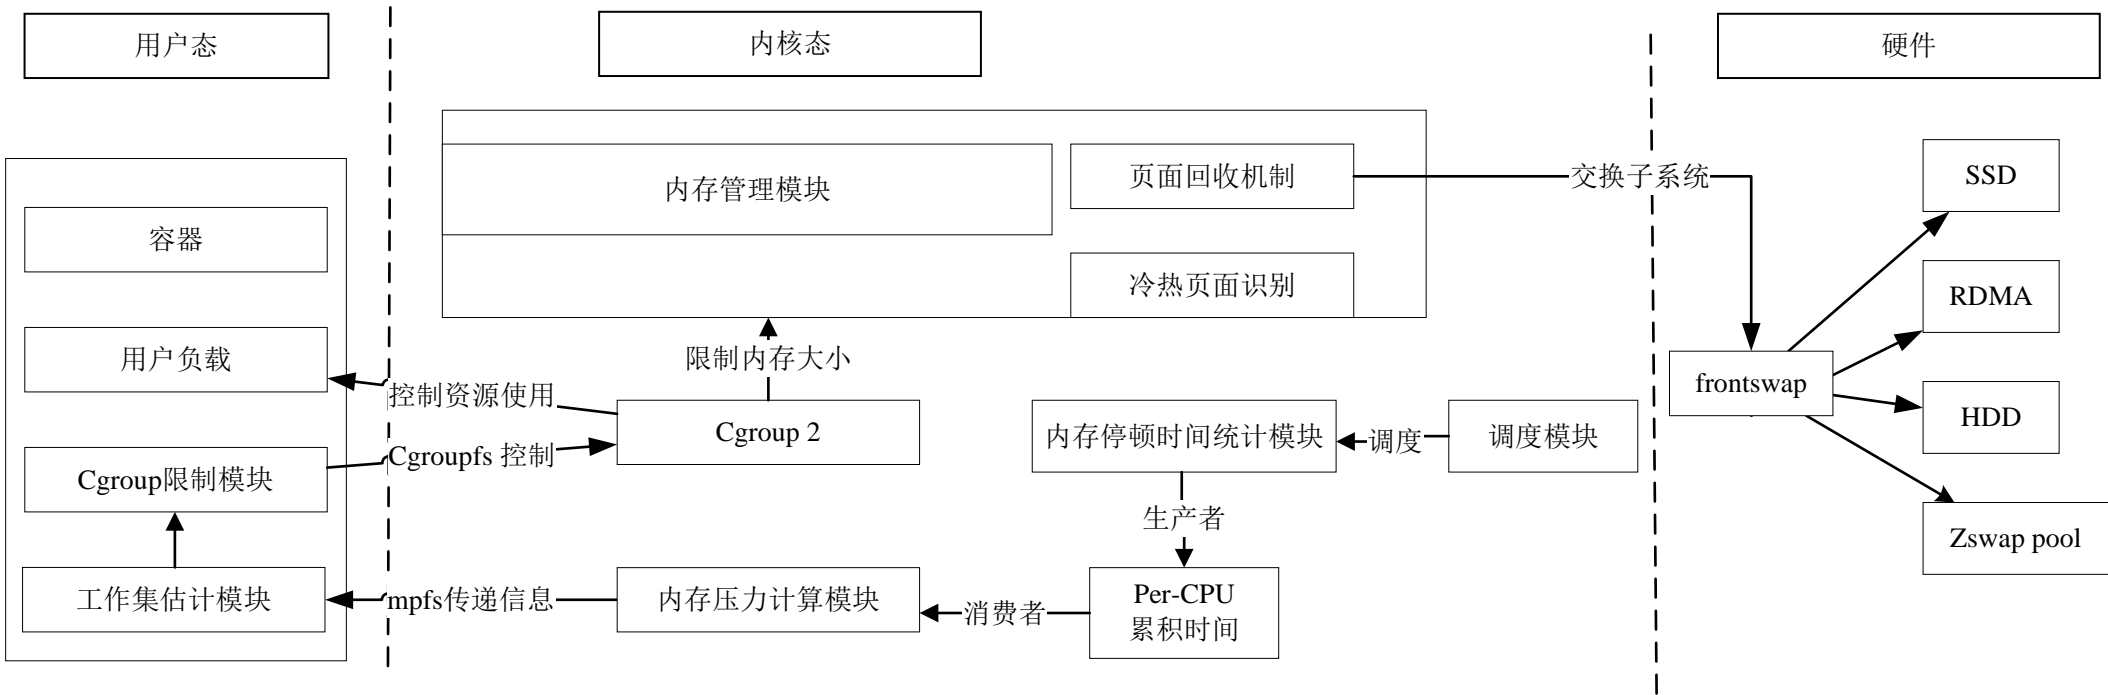 用户态
内核态
硬件
容器
用户负载
Cgroup限制模块
工作集估计模块
内存管理模块
页面回收机制
冷热页面识别
限制内存大小
控制资源使用
Cgroupfs 控制
Cgroup 2
内存停顿时间统计模块
调度
调度模块
生产者
Per-CPU
累积时间
消费者
内存压力计算模块
mpfs传递信息
交换子系统
frontswap
SSD
RDMA
HDD
Zswap pool